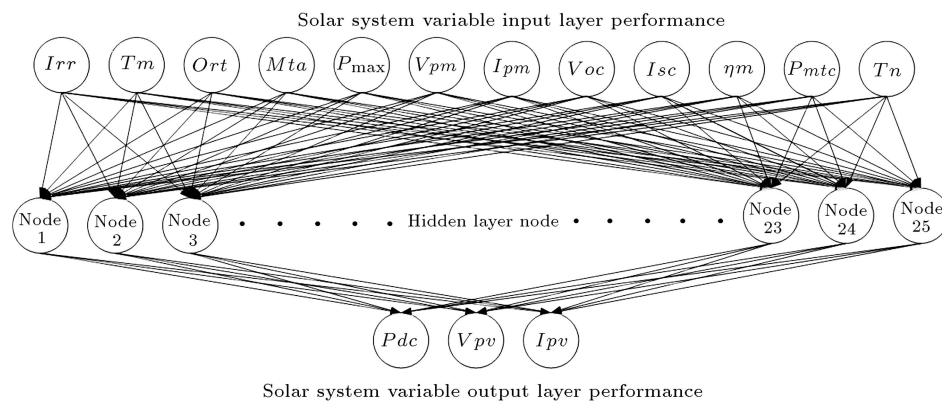 Solar system variable input layer performance
Irr Tm Ort Mta Pmax Vpm Ipm Voc Isc ηm Pmtc Tn
Node 1
Node 2
Node 3
. . . . . Hidden layer node . . . . .
Node 23
Node 24
Node 25
Pdc Vpv Ipv
Solar system variable output layer performance